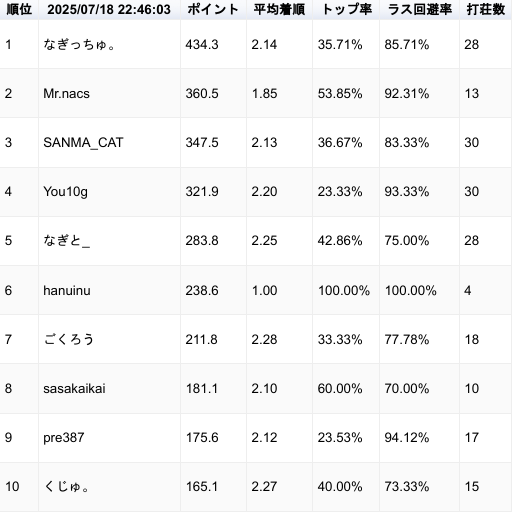 順位 2025/07/18 22:46:03 ポイント 平均着順 トップ率 ラス回避率 打荘数
1 なぎっちゅ。 434.3 2.14 35.71% 85.71% 28
2 Mr.nacs 360.5 1.85 53.85% 92.31% 13
3 SANMA_CAT 347.5 2.13 36.67% 83.33% 30
4 You10g 321.9 2.20 23.33% 93.33% 30
5 なぎと_ 283.8 2.25 42.86% 75.00% 28
6 hanuinu 238.6 1.00 100.00% 100.00% 4
7 ごくろう 211.8 2.28 33.33% 77.78% 18
8 sasakaikai 181.1 2.10 60.00% 70.00% 10
9 pre387 175.6 2.12 23.53% 94.12% 17
10 くじゅ。 165.1 2.27 40.00% 73.33% 15